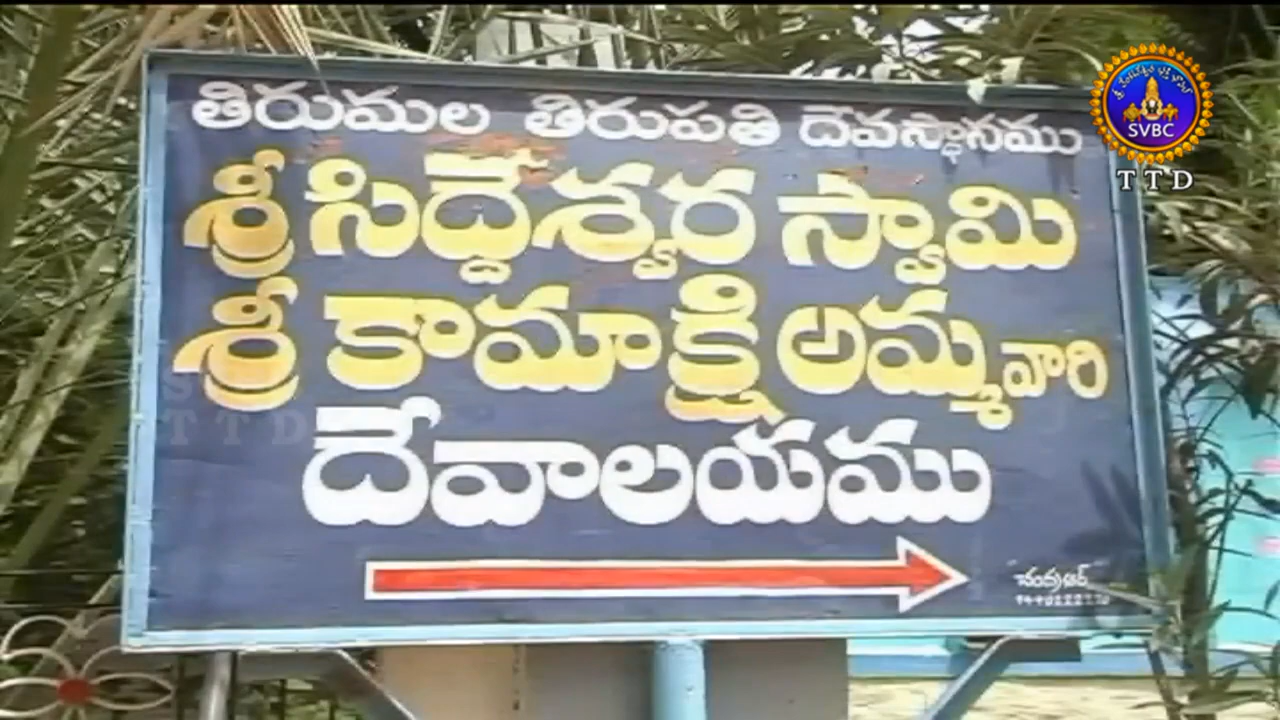 తిరుమల తిరుపతి దేవస్థానము
శ్రీ సిద్దేశ్వర స్వామి
శ్రీ కామాక్షి అమ్మవారి
దేవాలయము
SVBC
TTD